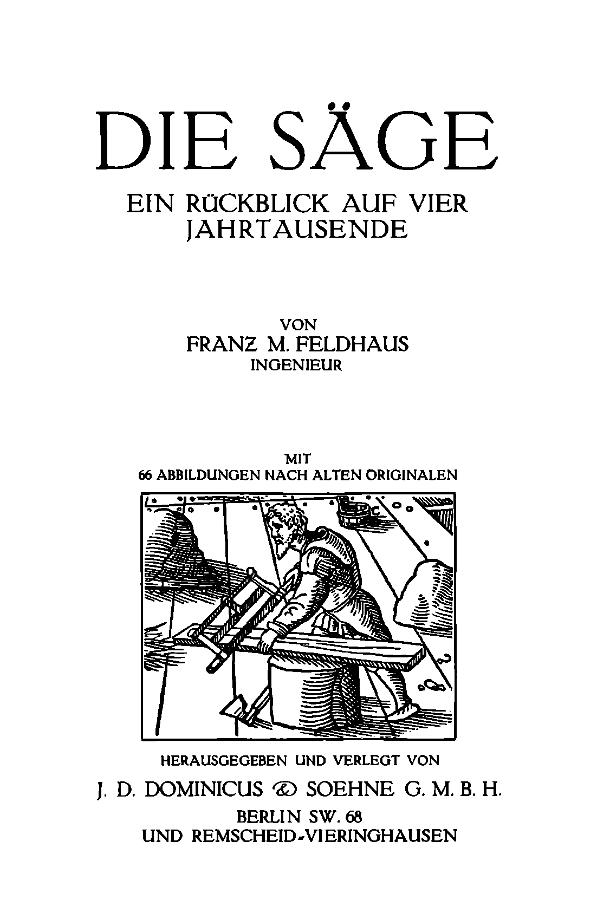 DIE SÄGE
EIN RÜCKBLICK AUF VIER
JAHRTAUSENDE
VON
FRANZ M. FELDHAUS
INGENIEUR
MIT
66 ABBILDUNGEN NACH ALTEN ORIGINALEN
HERAUSGEGEBEN UND VERLEGT VON
J. D. DOMINICUS & SOEHNE G. M. B. H.
BERLIN SW. 68
UND REMSCHEID-VIERINGHAUSEN